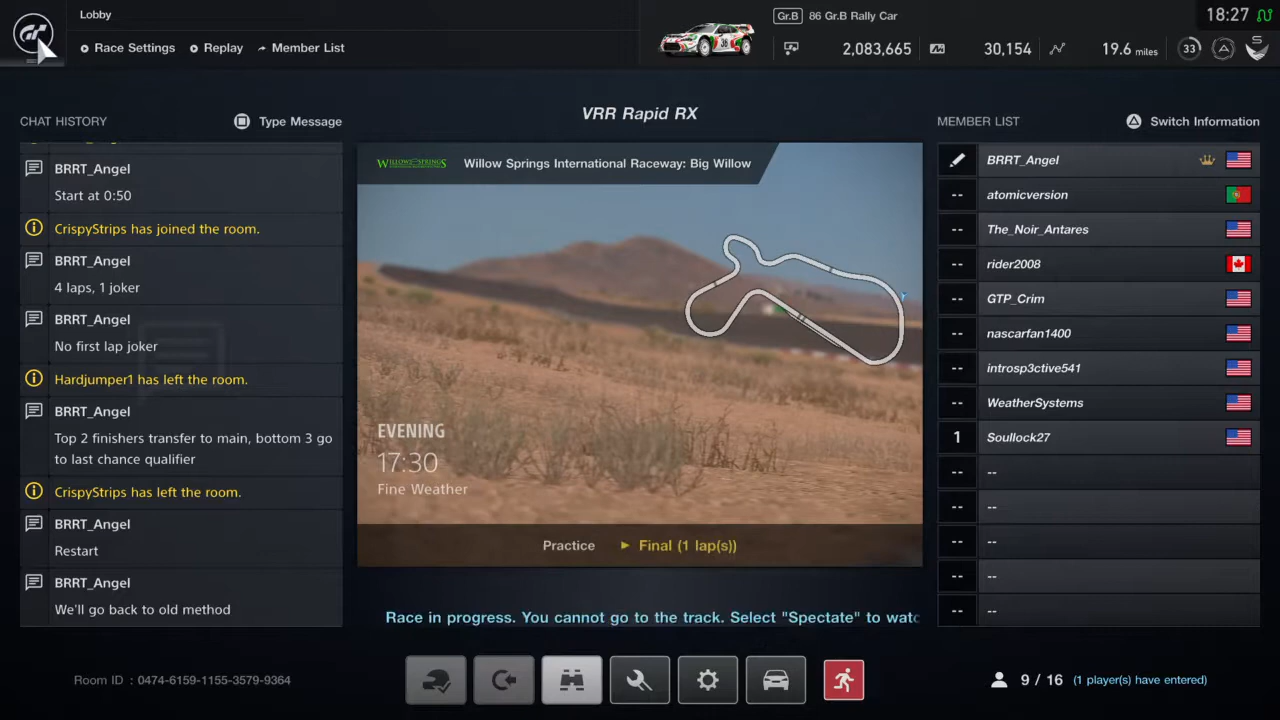 Lobby
Race Settings
Replay
Member List
Gr.B 86 Gr.B Rally Car
2,083,665
30,154
19.6 miles
33
S
18:27
CHAT HISTORY
Type Message
BRRT_Angel
Start at 0:50
CrispyStrips has joined the room.
BRRT_Angel
4 laps, 1 joker
BRRT_Angel
No first lap joker
Hardjumper1 has left the room.
BRRT_Angel
Top 2 finishers transfer to main, bottom 3 go
to last chance qualifier
CrispyStrips has left the room.
BRRT_Angel
Restart
BRRT_Angel
We'll go back to old method
Room ID : 0474-6159-1155-3579-9364
VRR Rapid RX
WILLOW SPRINGS
Willow Springs International Raceway: Big Willow
EVENING
17:30
Fine Weather
Practice
Final (1 lap(s))
Race in progress. You cannot go to the track. Select "Spectate" to watc
MEMBER LIST
Switch Information
BRRT_Angel
-- atomicversion
-- The_Noir_Antares
-- rider2008
-- GTP_Crim
-- nascarfan1400
-- introsp3ctive541
-- WeatherSystems
1 Soullock27
-- --
-- --
-- --
-- --
-- --
9 / 16 (1 player(s) have entered)